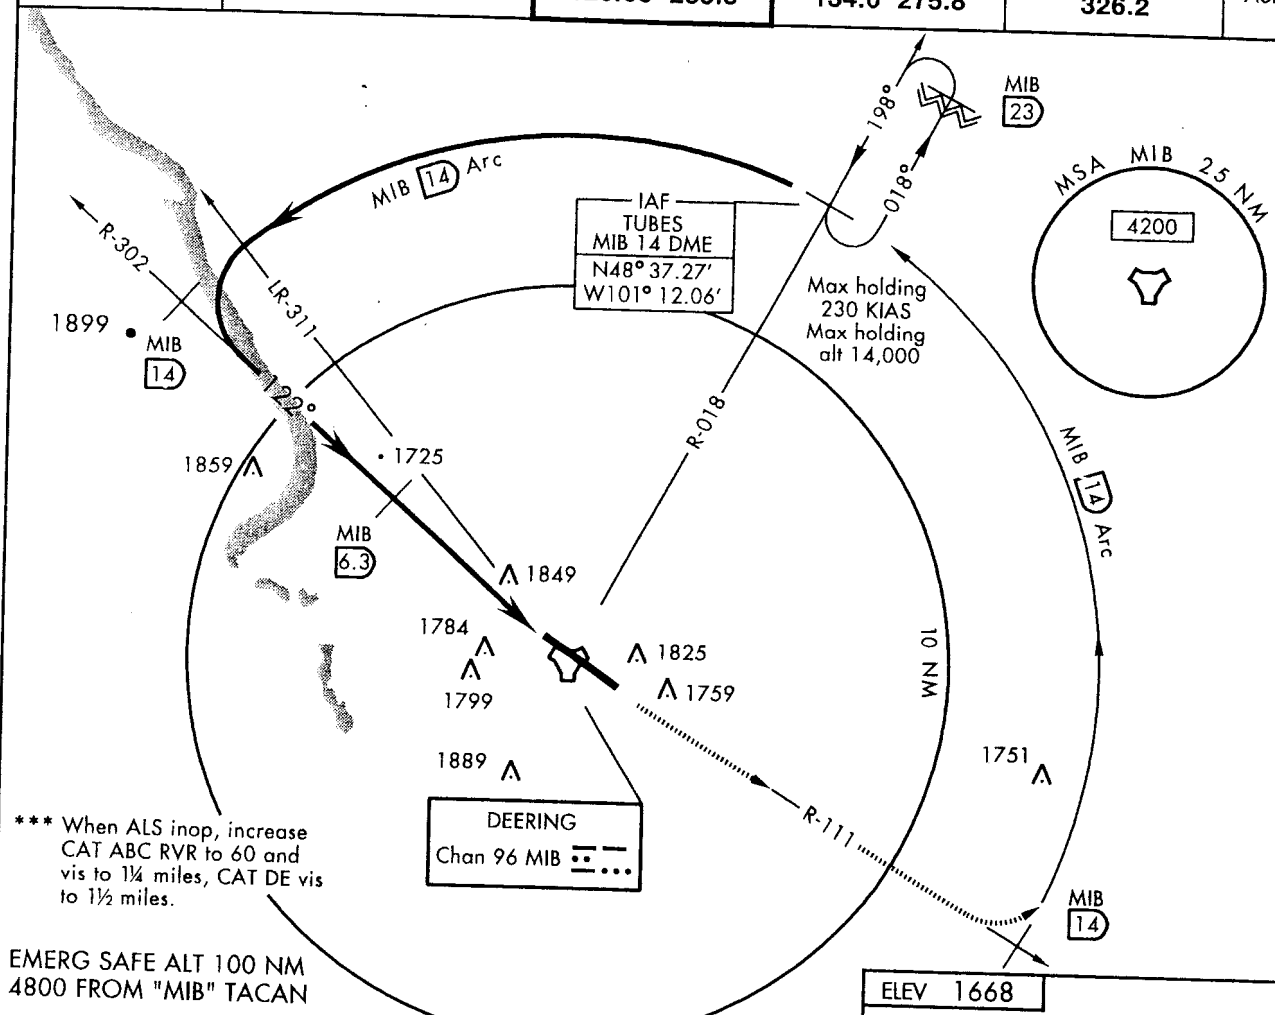 134.0 275.8
326.2
198°
018°
MIB
23
MIB 14 Arc
MSA MIB 25 NM
4200
IAF
TUBES
MIB 14 DME
N48° 37.27'
W101° 12.06'
Max holding
230 KIAS
Max holding
alt 14,000
R-302
LR-311
1899
MIB
14
122°
R-018
MIB 14 Arc
1859
1725
MIB
6.3
1849
1784
1799
1825
1759
10 NM
1889
1751
R-111
DEERING
Chan 96 MIB
MIB
14
*** When ALS inop, increase
CAT ABC RVR to 60 and
vis to 1¼ miles, CAT DE vis
to 1½ miles.
EMERG SAFE ALT 100 NM
4800 FROM "MIB" TACAN
ELEV 1668